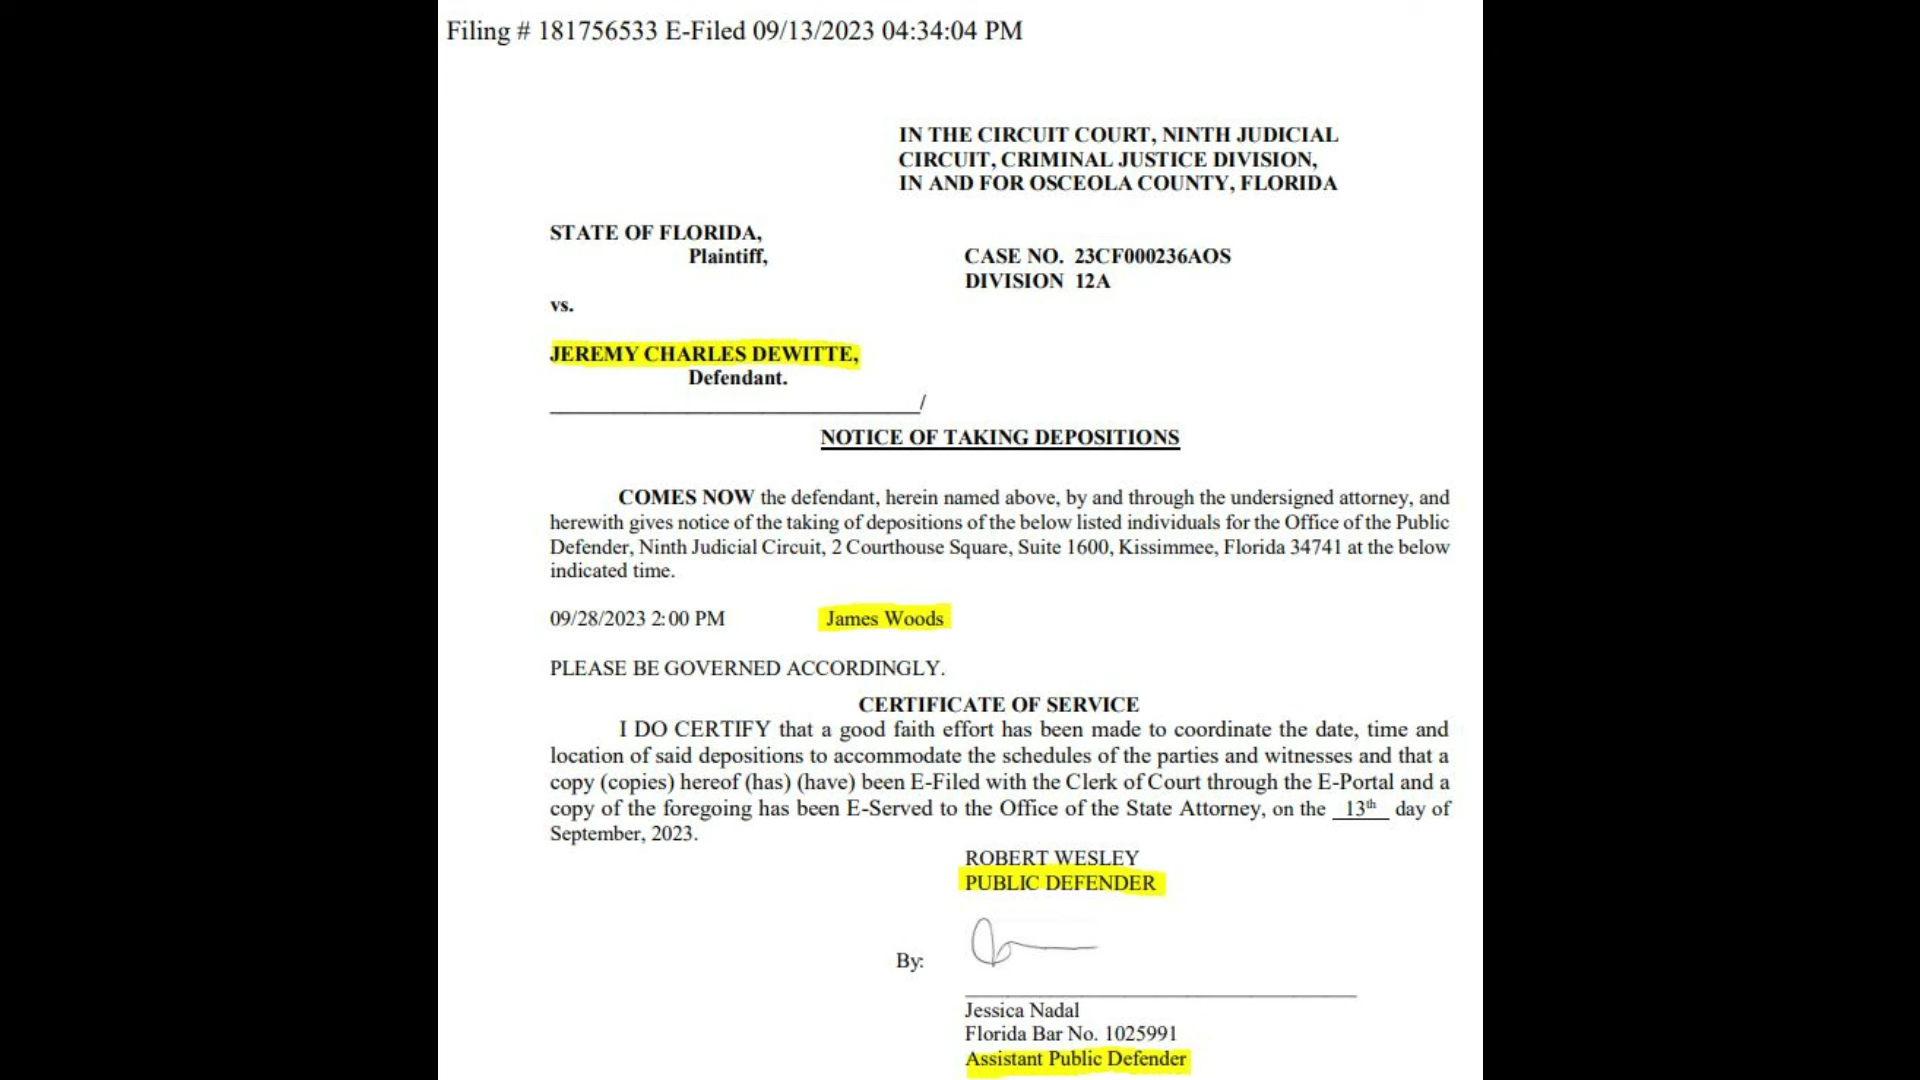 Filing # 181756533 E-Filed 09/13/2023 04:34:04 PM
IN THE CIRCUIT COURT, NINTH JUDICIAL
CIRCUIT, CRIMINAL JUSTICE DIVISION,
IN AND FOR OSCEOLA COUNTY, FLORIDA
STATE OF FLORIDA,
Plaintiff,
CASE NO. 23CF000236AOS
DIVISION 12A
vs.
JEREMY CHARLES DEWITTE,
Defendant.
/
NOTICE OF TAKING DEPOSITIONS
COMES NOW the defendant, herein named above, by and through the undersigned attorney, and
herewith gives notice of the taking of depositions of the below listed individuals for the Office of the Public
Defender, Ninth Judicial Circuit, 2 Courthouse Square, Suite 1600, Kissimmee, Florida 34741 at the below
indicated time.
09/28/2023 2:00 PM James Woods
PLEASE BE GOVERNED ACCORDINGLY.
CERTIFICATE OF SERVICE
I DO CERTIFY that a good faith effort has been made to coordinate the date, time and
location of said depositions to accommodate the schedules of the parties and witnesses and that a
copy (copies) hereof (has) (have) been E-Filed with the Clerk of Court through the E-Portal and a
copy of the foregoing has been E-Served to the Office of the State Attorney, on the 13th day of
September, 2023.
ROBERT WESLEY
PUBLIC DEFENDER
By:
Jessica Nadal
Florida Bar No. 1025991
Assistant Public Defender